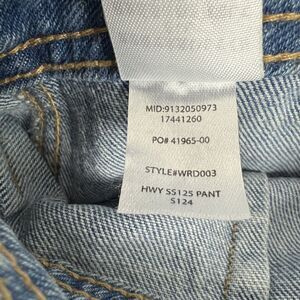 MID:9132050973
17441260
PO# 41965-00
STYLE#WRD003
HWY SS125 PANT
S124